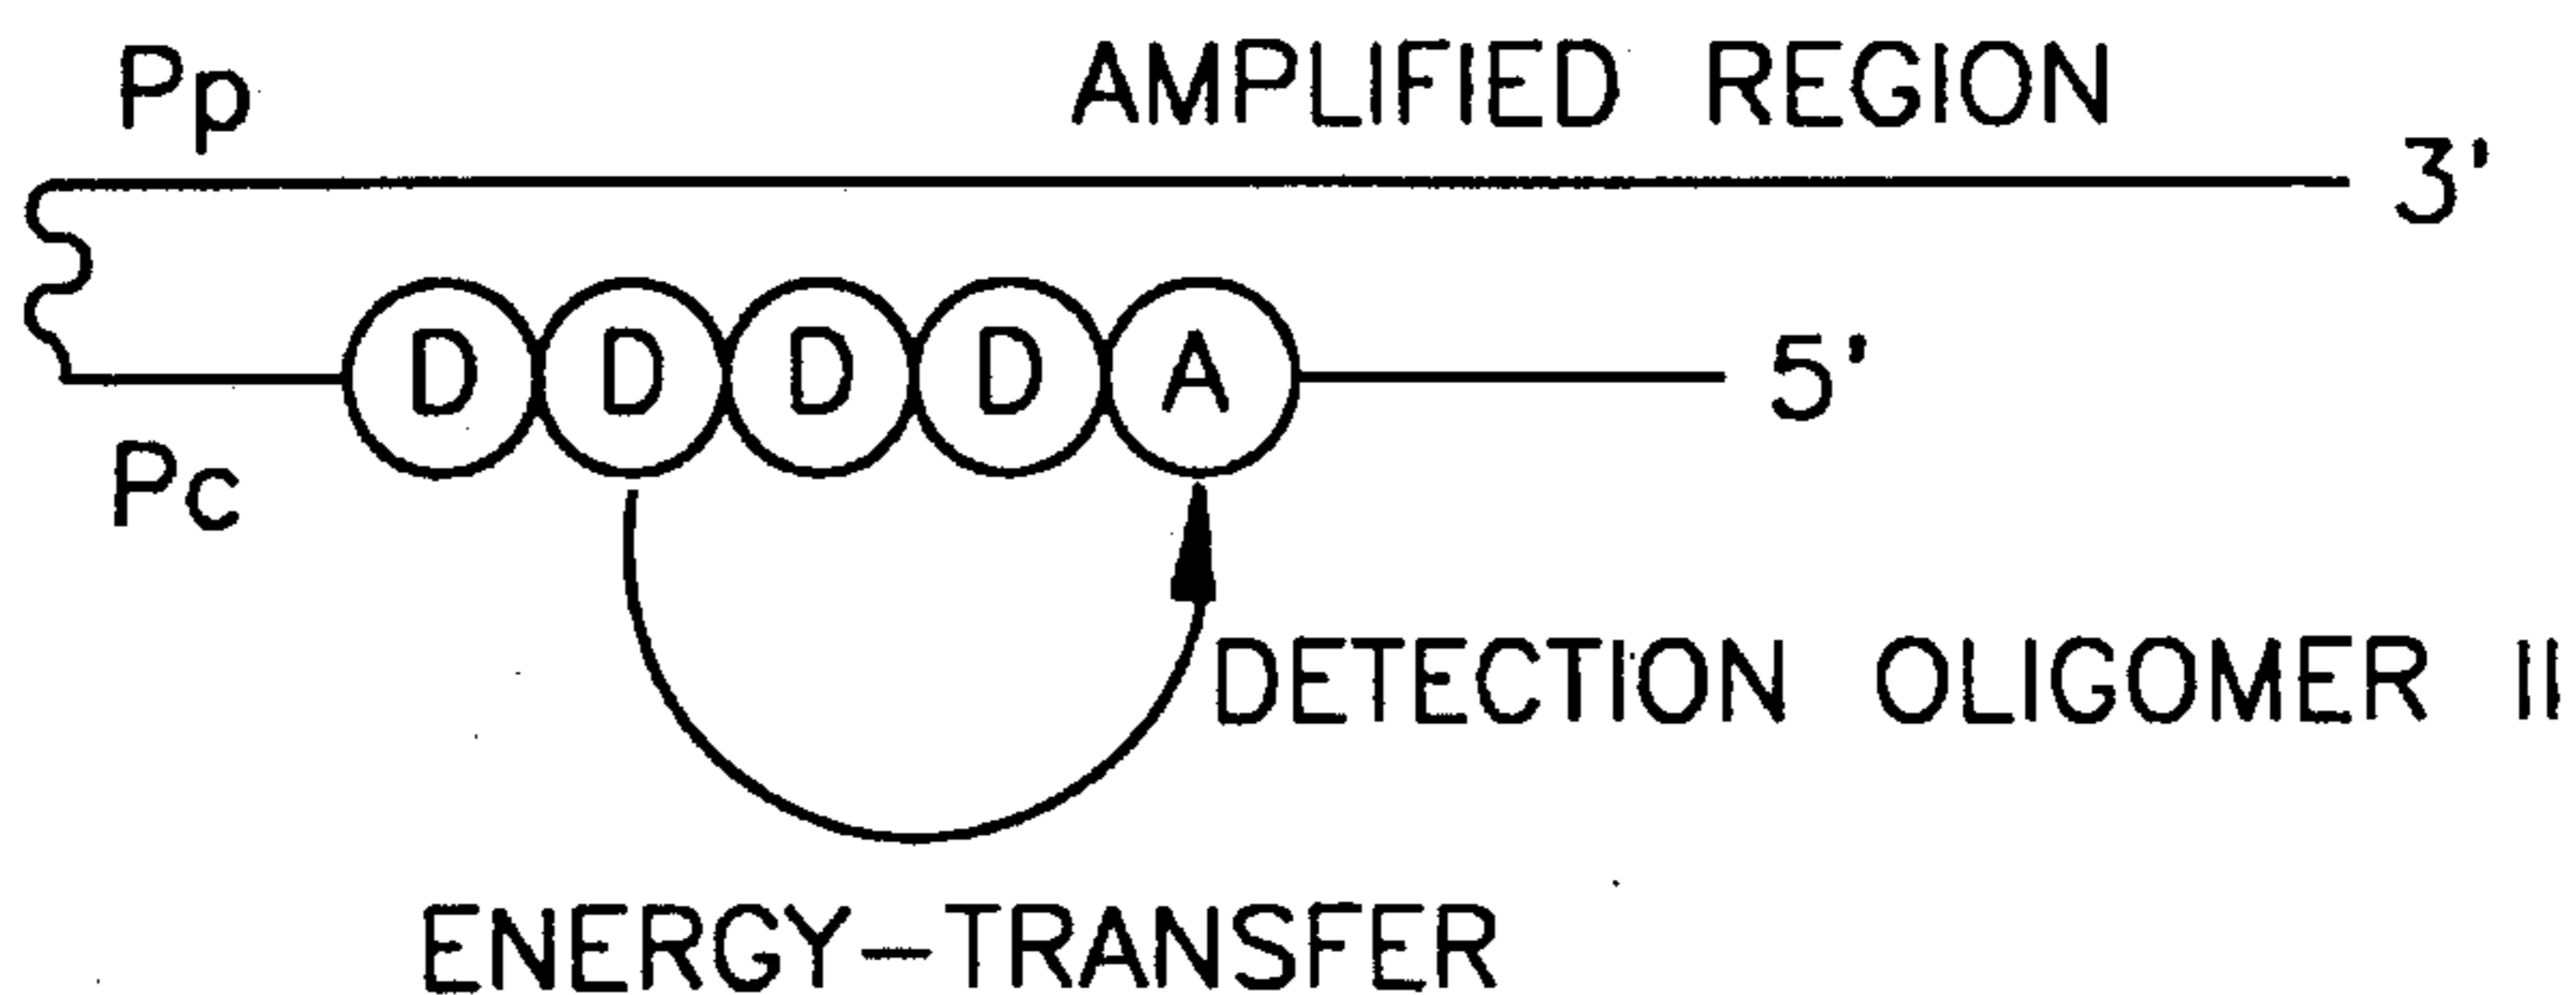 Pp
AMPLIFIED REGION
3'
D D D D A
5'
Pc
DETECTION OLIGOMER II
ENERGY-TRANSFER